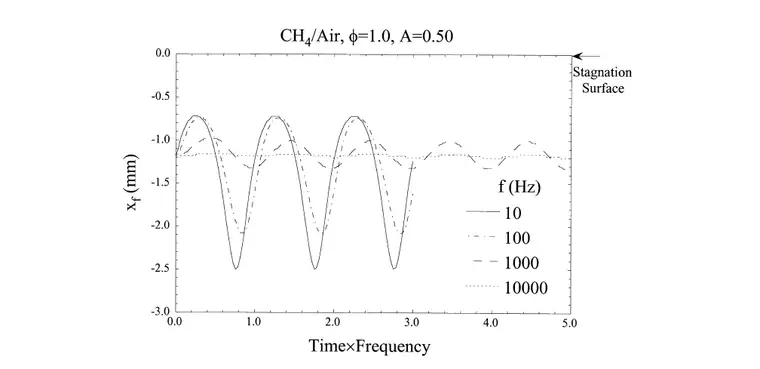 CH₄/Air, ϕ=1.0, A=0.50
0.0
Stagnation
Surface
-0.5
-1.0
-1.5
-2.0
-2.5
-3.0
x_f (mm)
f (Hz)
10
100
1000
10000
0.0 1.0 2.0 3.0 4.0 5.0
Time×Frequency